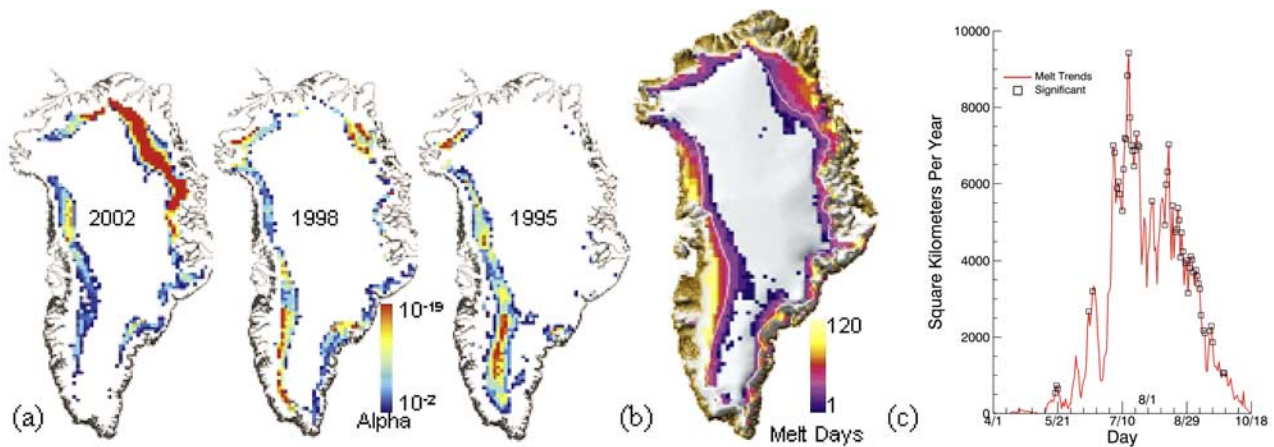 (a)
2002
1998
1995
10-19
10-2
Alpha
(b)
120
1
Melt Days
(c)
Square Kilometers Per Year
10000
8000
6000
4000
2000
0
Melt Trends
Significant
8/1
4/1 5/21 7/10 8/29 10/18
Day